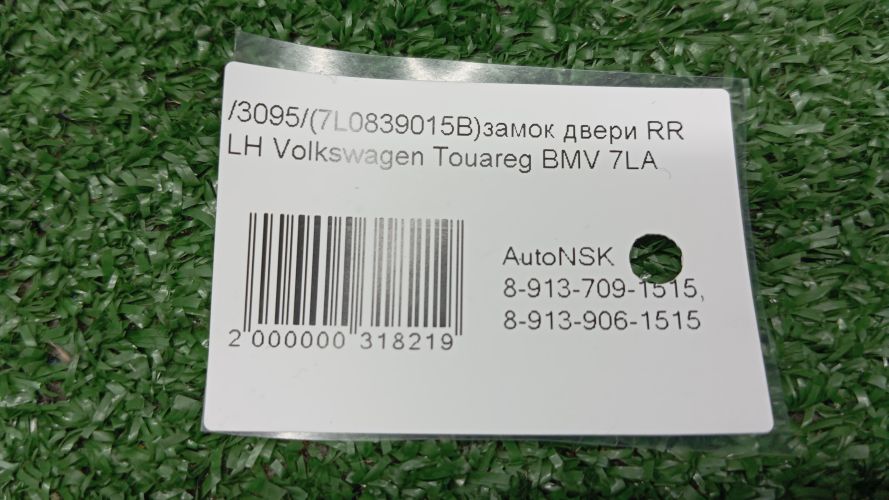 /3095/(7L0839015B)замок двери RR
LH Volkswagen Touareg BMV 7LA
AutoNSK
8-913-709-1515,
8-913-906-1515
2 000000 318219